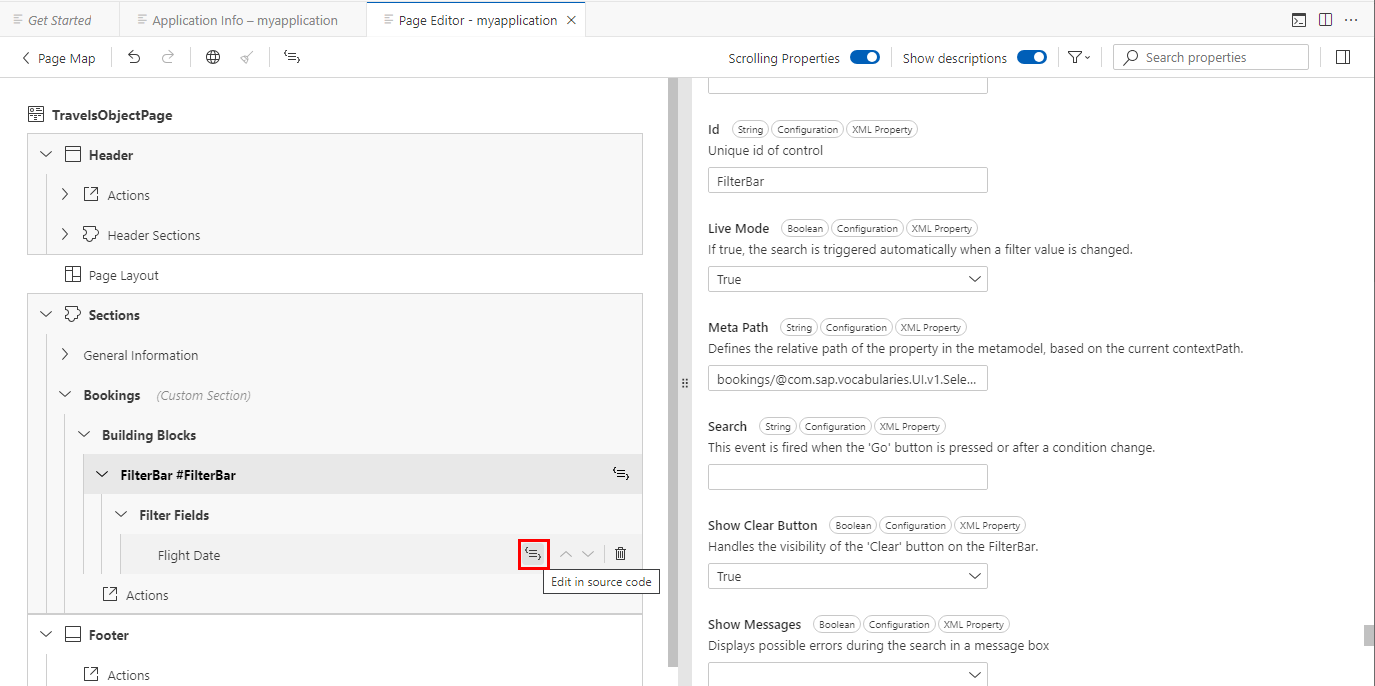 Get Started
Application Info – myapplication
Page Editor - myapplication
Page Map
Scrolling Properties
Show descriptions
Search properties
TravelsObjectPage
Header
Actions
Header Sections
Page Layout
Sections
General Information
Bookings (Custom Section)
Building Blocks
FilterBar #FilterBar
Filter Fields
Flight Date
Edit in source code
Actions
Footer
Actions
Id String Configuration XML Property
Unique id of control
FilterBar
Live Mode Boolean Configuration XML Property
If true, the search is triggered automatically when a filter value is changed.
True
Meta Path String Configuration XML Property
Defines the relative path of the property in the metamodel, based on the current contextPath.
bookings/@com.sap.vocabularies.UI.v1.Sele...
Search String Configuration XML Property
This event is fired when the 'Go' button is pressed or after a condition change.
Show Clear Button Boolean Configuration XML Property
Handles the visibility of the 'Clear' button on the FilterBar.
True
Show Messages Boolean Configuration XML Property
Displays possible errors during the search in a message box